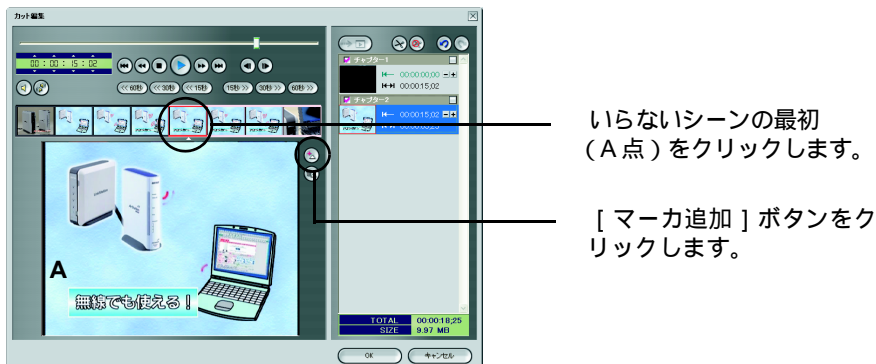 カット編集
00 : 00 : 15 : 02
<< 60秒
<< 30秒
<< 15秒
15秒 >>
30秒 >>
60秒 >>
チャプター1
00:00:00;00
00:00:15;02
チャプター2
00:00:15;02
A
無線でも使える！
TOTAL 00:00:18;25
SIZE 9.97 MB
OK
キャンセル
いらないシーンの最初
（A点）をクリックします。
［マーカ追加］ボタンをク
リックします。